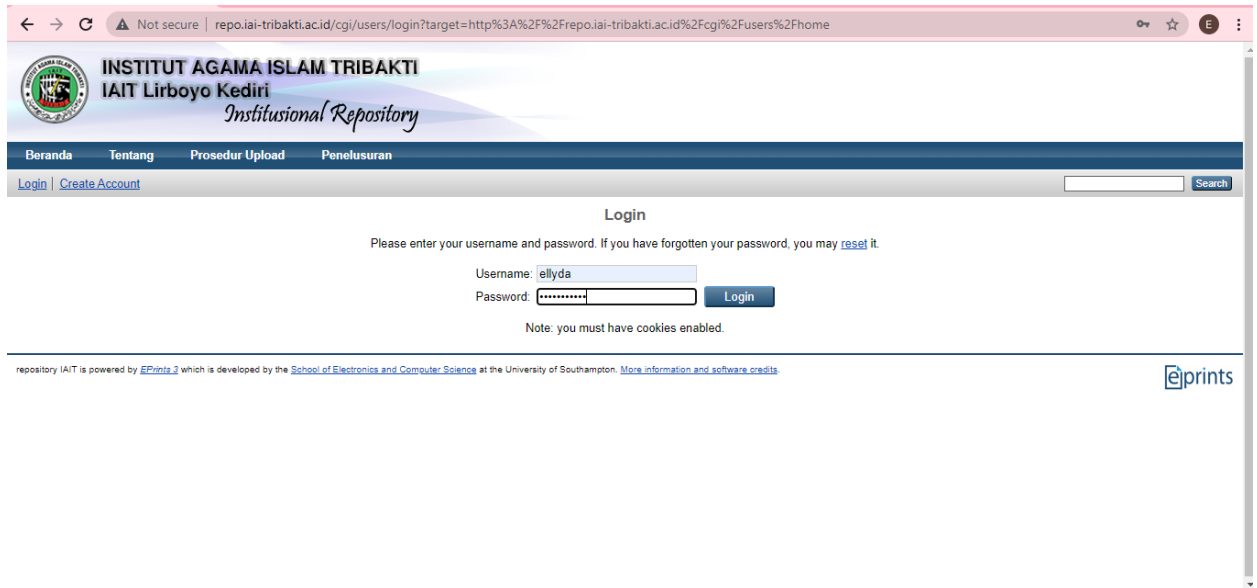 Not secure | repo.iai-tribakti.ac.id/cgi/users/login?target=http%3A%2F%2Frepo.iai-tribakti.ac.id%2Fcgi%2Fusers%2Fhome
E
INSTITUT AGAMA ISLAM TRIBAKTI
IAIT Lirboyo Kediri
Institusional Repository
Beranda Tentang Prosedur Upload Penelusuran
Login | Create Account Search
Login
Please enter your username and password. If you have forgotten your password, you may reset it.
Username: ellyda
Password: ••••••••••• Login
Note: you must have cookies enabled.
repository IAIT is powered by EPrints 3 which is developed by the School of Electronics and Computer Science at the University of Southampton. More information and software credits.
eprints